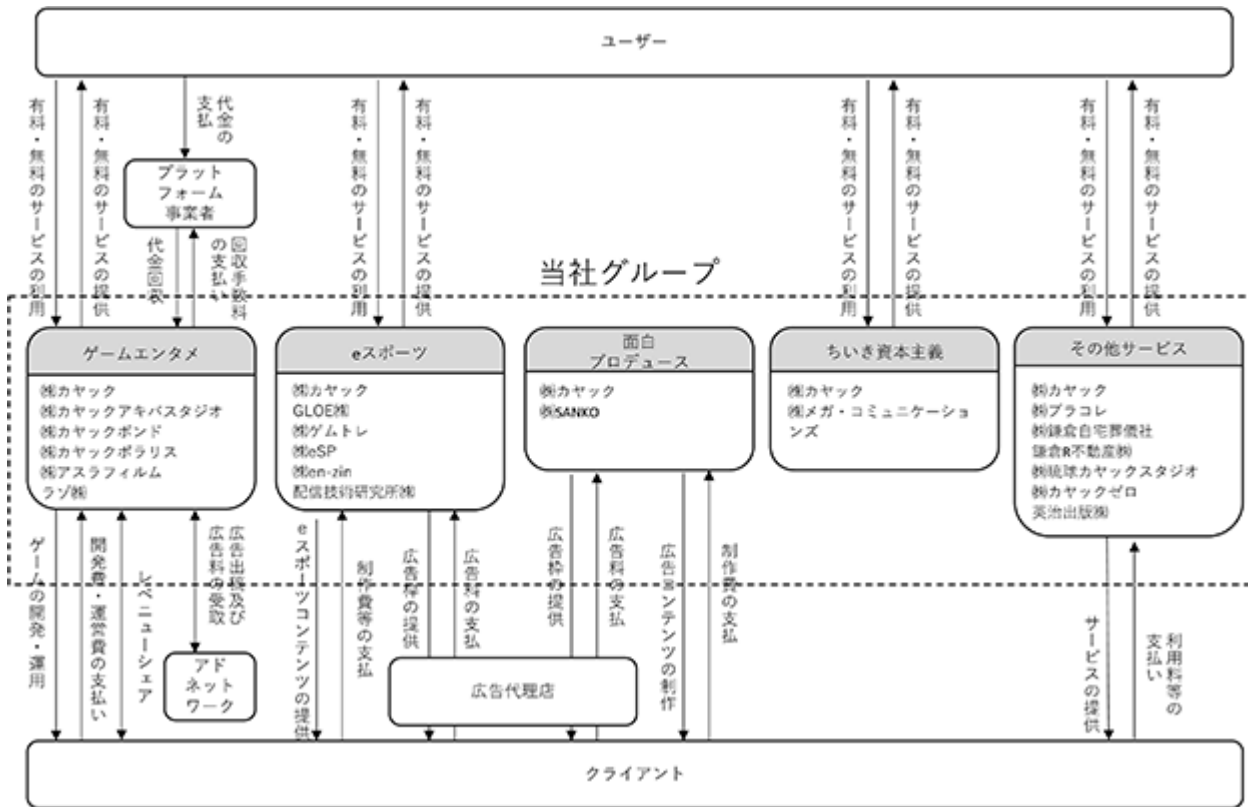 ユーザー
有料・無料のサービスの利用
有料・無料のサービスの提供
代金の
支払
プラット
フォーム
事業者
代金回収
回収手数料
の支払い
有料・無料のサービスの利用
有料・無料のサービスの提供
有料・無料のサービスの利用
有料・無料のサービスの提供
有料・無料のサービスの利用
有料・無料のサービスの提供
当社グループ
ゲームエンタメ
㈱カヤック
㈱カヤックアキバスタジオ
㈱カヤックボンド
㈱カヤックポラリス
㈱アスラフィルム
ラゾ㈱
eスポーツ
㈱カヤック
GLOE㈱
㈱ゲムトレ
㈱eSP
㈱en-zin
配信技術研究所㈱
面白
プロデュース
㈱カヤック
㈱SANKO
ちいき資本主義
㈱カヤック
㈱メガ・コミュニケーショ
ンズ
その他サービス
㈱カヤック
㈱プラコレ
㈱鎌倉自宅葬儀社
鎌倉R不動産㈱
㈱琉球カヤックスタジオ
㈱カヤックゼロ
英治出版㈱
ゲームの開発・運用
開発費・運営費の支払い
レベニューシェア
広告出稿及び
広告料の受取
アド
ネット
ワーク
eスポーツコンテンツの提供
制作費等の支払
広告枠の提供
広告料の支払
広告枠の提供
広告料の支払
広告コンテンツの制作
制作費の支払
広告代理店
サービスの提供
利用料等の
支払い
クライアント